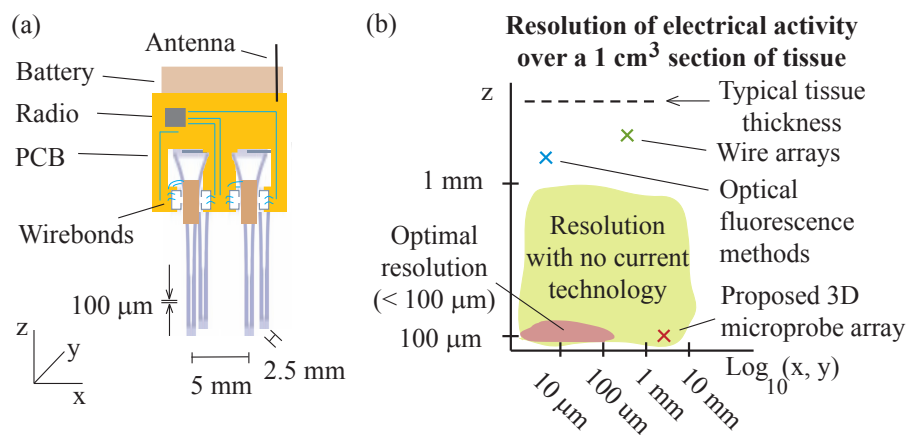 (a)
Antenna
Battery
Radio
PCB
Wirebonds
100 μm
z
y
x
5 mm
2.5 mm
(b)
Resolution of electrical activity
over a 1 cm³ section of tissue
z
Typical tissue
thickness
Wire arrays
1 mm
Optical
fluorescence
methods
Resolution
with no current
technology
Optimal
resolution
(< 100 μm)
Proposed 3D
microprobe array
100 μm
10 μm
100 um
1 mm
10 mm
Log₁₀(x, y)